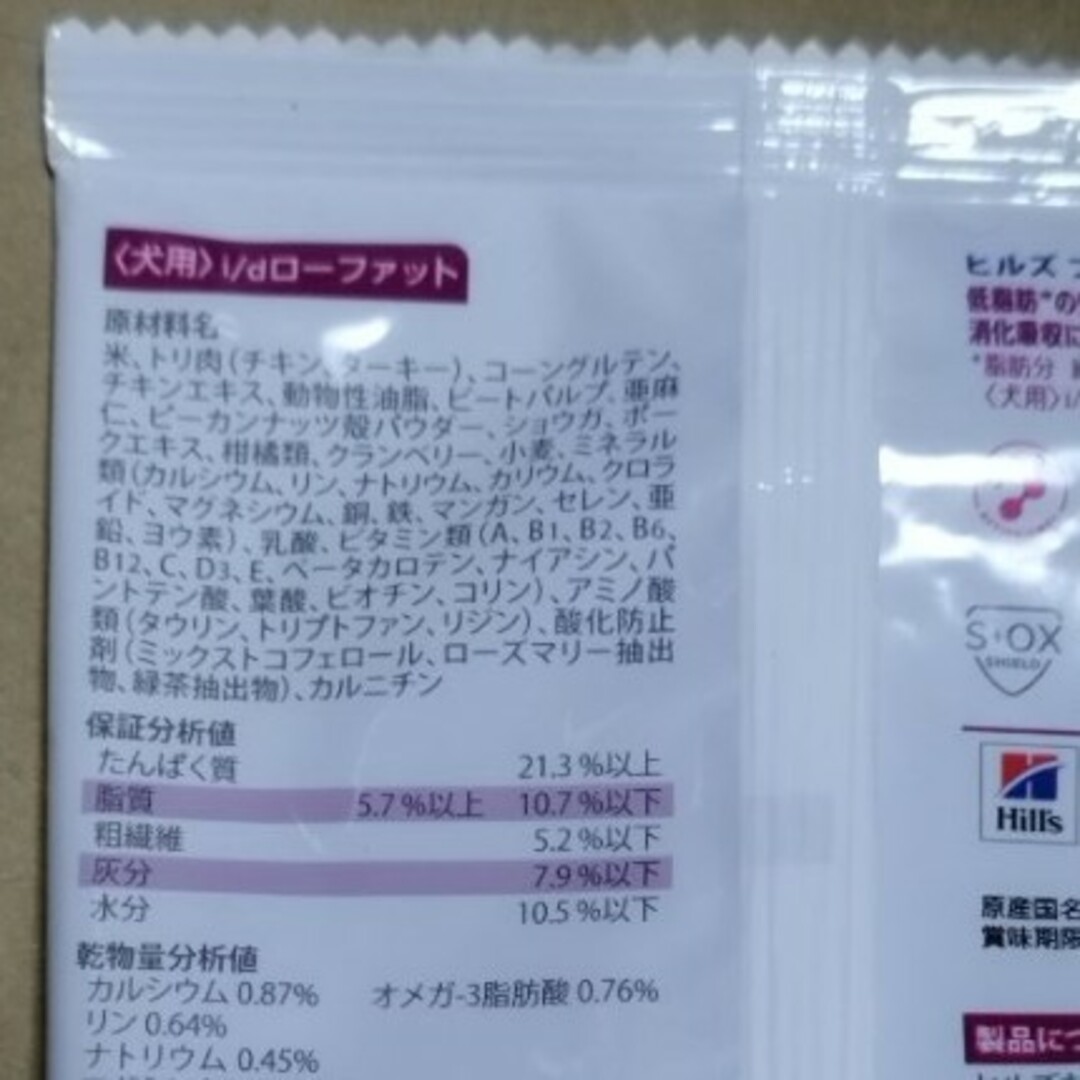 〈犬用〉i/dローファット
原材料名
米、トリ肉(チキン、ターキー)、コーングルテン、
チキンエキス、動物性油脂、ビートパルプ、亜麻
仁、ピーカンナッツ殻パウダー、ショウガ、ポー
クエキス、柑橘類、クランベリー、小麦、ミネラル
類(カルシウム、リン、ナトリウム、カリウム、クロラ
イド、マグネシウム、銅、鉄、マンガン、セレン、亜
鉛、ヨウ素)、乳酸、ビタミン類(A、B1、B2、B6、
B12、C、D3、E、ベータカロテン、ナイアシン、パ
ントテン酸、葉酸、ビオチン、コリン)、アミノ酸
類(タウリン、トリプトファン、リジン)、酸化防止
剤(ミックストコフェロール、ローズマリー抽出
物、緑茶抽出物)、カルニチン
保証分析値
たんぱく質 21.3%以上
脂質 5.7%以上 10.7%以下
粗繊維 5.2%以下
灰分 7.9%以下
水分 10.5%以下
乾物量分析値
カルシウム 0.87% オメガ-3脂肪酸 0.76%
リン 0.64%
ナトリウム 0.45%
ヒルズ
低脂肪*の
消化吸収に
*脂肪分
〈犬用〉i/
S+OX
SHIELD
Hill's
原産国名
賞味期限
製品につ